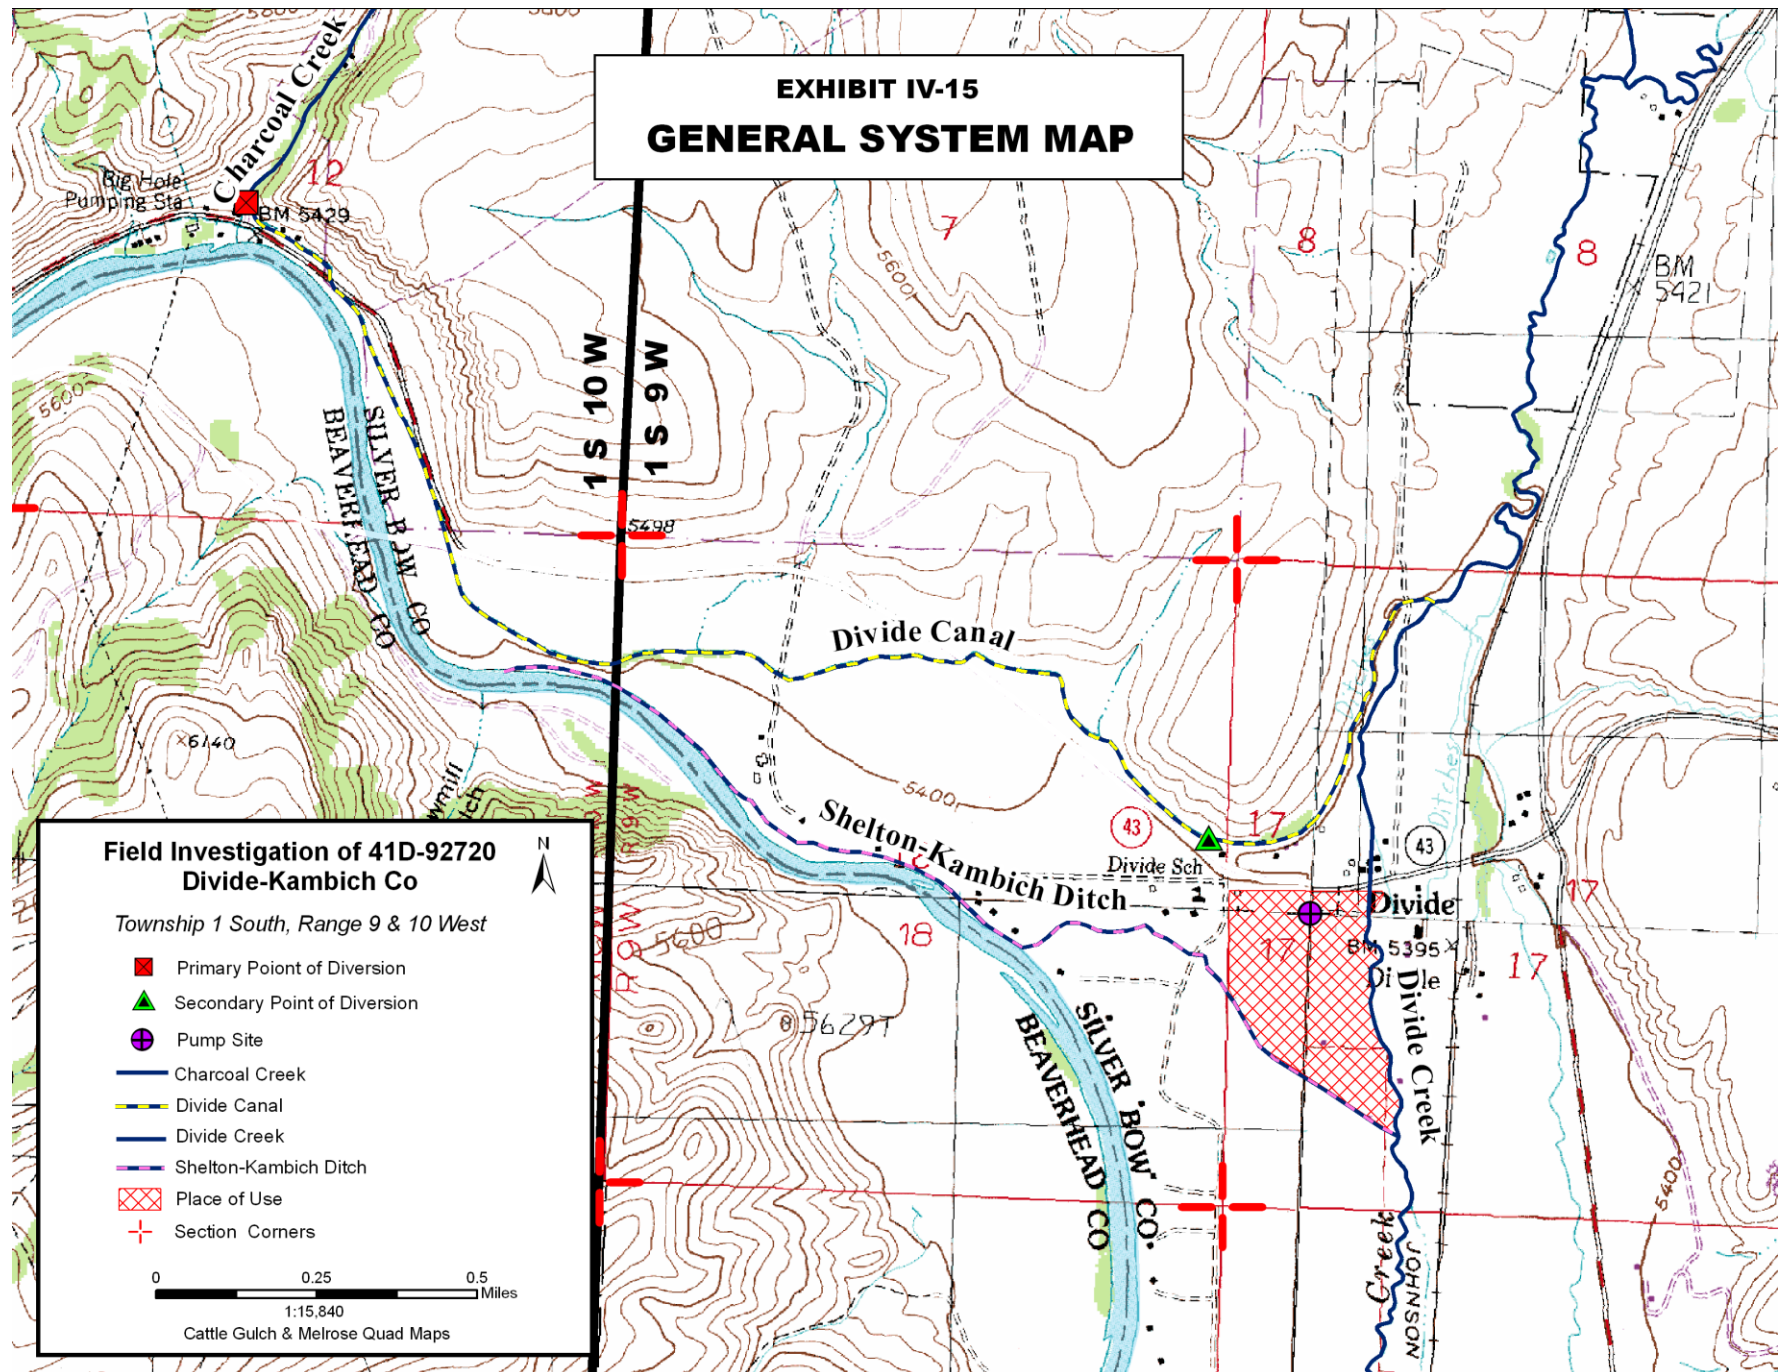 EXHIBIT IV-15
GENERAL SYSTEM MAP
Charcoal Creek
12
Big Hole
Pumping Sta
BM 5429
7
8
8
BM
5421
5600
5600
1 S 10 W
1 S 9 W
SILVER BOW CO
BEAVERHEAD CO
5498
Divide Canal
6140
5400
Shelton-Kambich Ditch
43
17
43
Divide Sch
Ditches
Divide
17
BM 5395
17
17
18
5600
R 9 W
5629T
Divide Creek
SILVER BOW CO.
BEAVERHEAD CO
5400
Creek
JOHNSON
Field Investigation of 41D-92720
Divide-Kambich Co
N
Township 1 South, Range 9 & 10 West
Primary Poiont of Diversion
Secondary Point of Diversion
Pump Site
Charcoal Creek
Divide Canal
Divide Creek
Shelton-Kambich Ditch
Place of Use
Section Corners
0 0.25 0.5
Miles
1:15,840
Cattle Gulch & Melrose Quad Maps